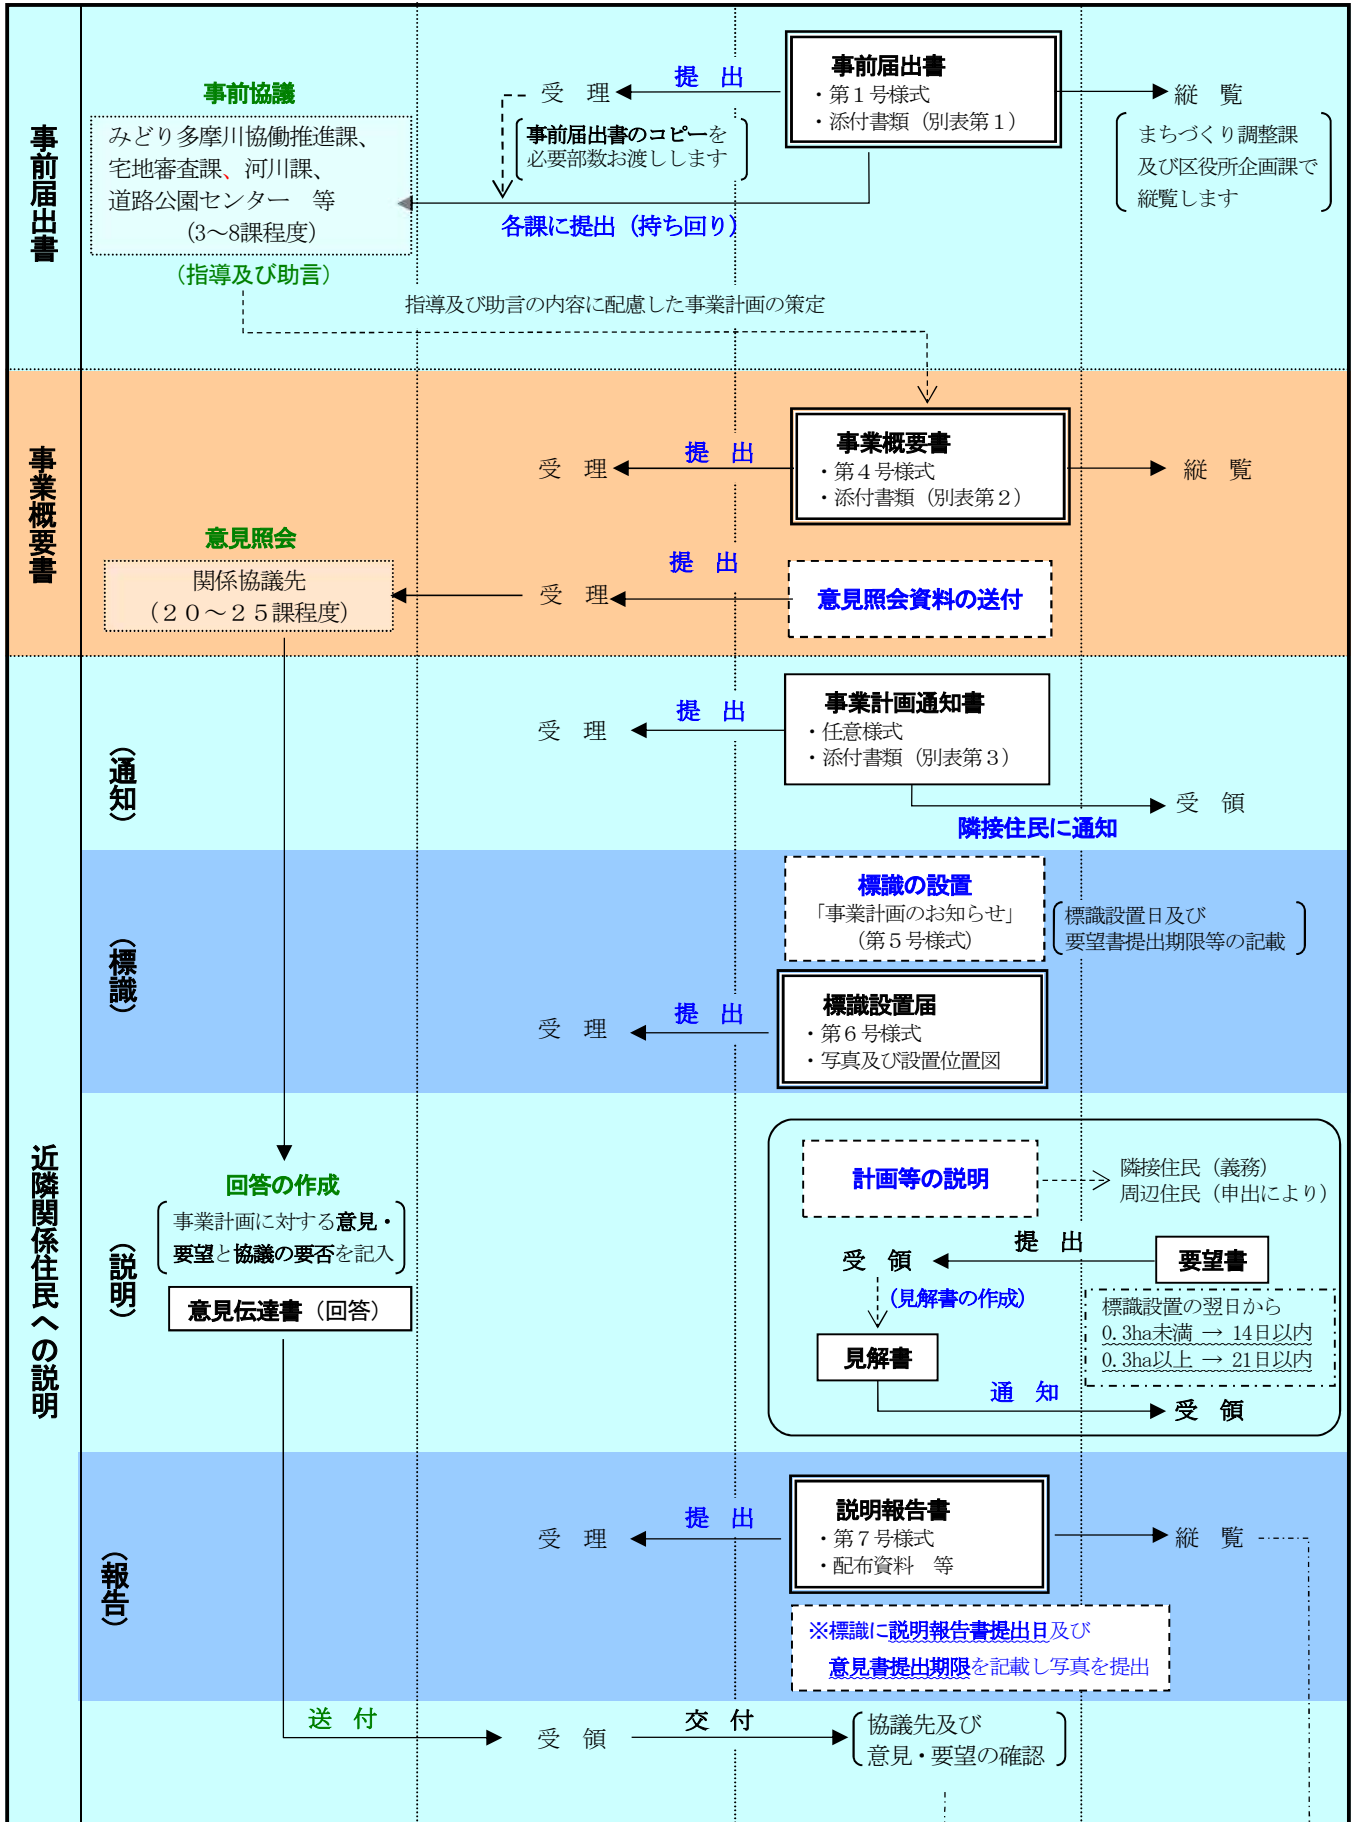 事前届出書
事前協議
みどり多摩川協働推進課、
宅地審査課、河川課、
道路公園センター　等
（3～8課程度）
（指導及び助言）
受　理
提　出
事前届出書のコピーを
必要部数お渡しします
事前届出書
・第１号様式
・添付書類（別表第１）
縦　覧
まちづくり調整課
及び区役所企画課で
縦覧します
各課に提出（持ち回り）
指導及び助言の内容に配慮した事業計画の策定
事業概要書
受　理
提　出
事業概要書
・第４号様式
・添付書類（別表第２）
縦　覧
意見照会
関係協議先
（２０～２５課程度）
受　理
提　出
意見照会資料の送付
近隣関係住民への説明
（通知）
受　理
提　出
事業計画通知書
・任意様式
・添付書類（別表第３）
受　領
隣接住民に通知
（標識）
標識の設置
「事業計画のお知らせ」
（第５号様式）
標識設置日及び
要望書提出期限等の記載
受　理
提　出
標識設置届
・第６号様式
・写真及び設置位置図
（説明）
回答の作成
事業計画に対する意見・
要望と協議の要否を記入
意見伝達書（回答）
計画等の説明
隣接住民（義務）
周辺住民（申出により）
受　領
提　出
要望書
（見解書の作成）
標識設置の翌日から
0.3ha未満 → 14日以内
0.3ha以上 → 21日以内
見解書
通　知
受　領
（報告）
受　理
提　出
説明報告書
・第７号様式
・配布資料　等
縦　覧
※標識に説明報告書提出日及び
意見書提出期限を記載し写真を提出
送　付
受　領
交　付
協議先及び
意見・要望の確認